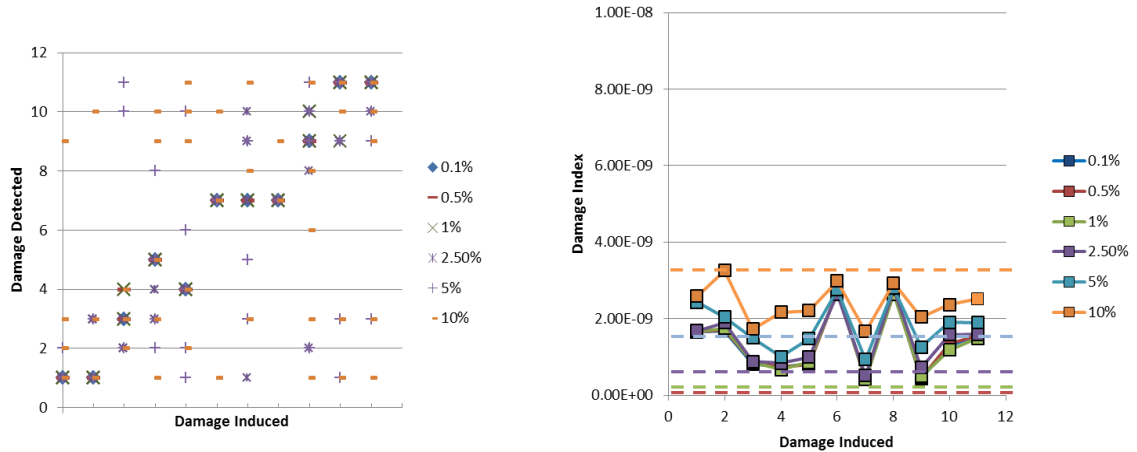 12
10
8
6
4
2
0
Damage Detected
Damage Induced
0.1%
0.5%
1%
2.50%
5%
10%
1.00E-08
8.00E-09
6.00E-09
4.00E-09
2.00E-09
0.00E+00
Damage Index
0 2 4 6 8 10 12
Damage Induced
0.1%
0.5%
1%
2.50%
5%
10%